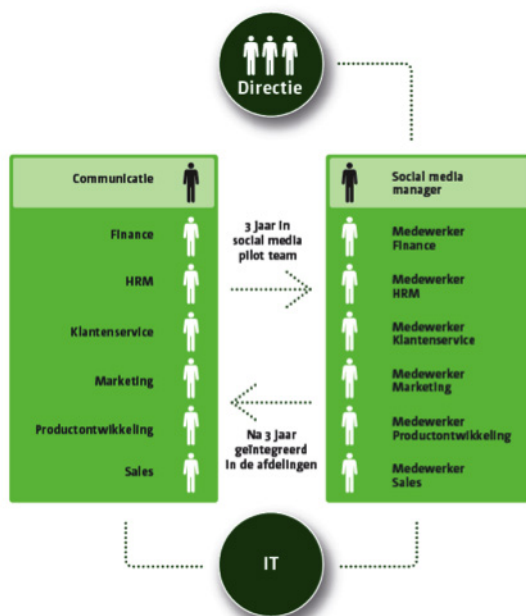 Directie
Communicatie
Finance
HRM
Klantenservice
Marketing
Productontwikkeling
Sales
3 jaar in
social media
pilot team
Na 3 jaar
geïntegreerd
in de afdelingen
Social media
manager
Medewerker
Finance
Medewerker
HRM
Medewerker
Klantenservice
Medewerker
Marketing
Medewerker
Productontwikkeling
Medewerker
Sales
IT